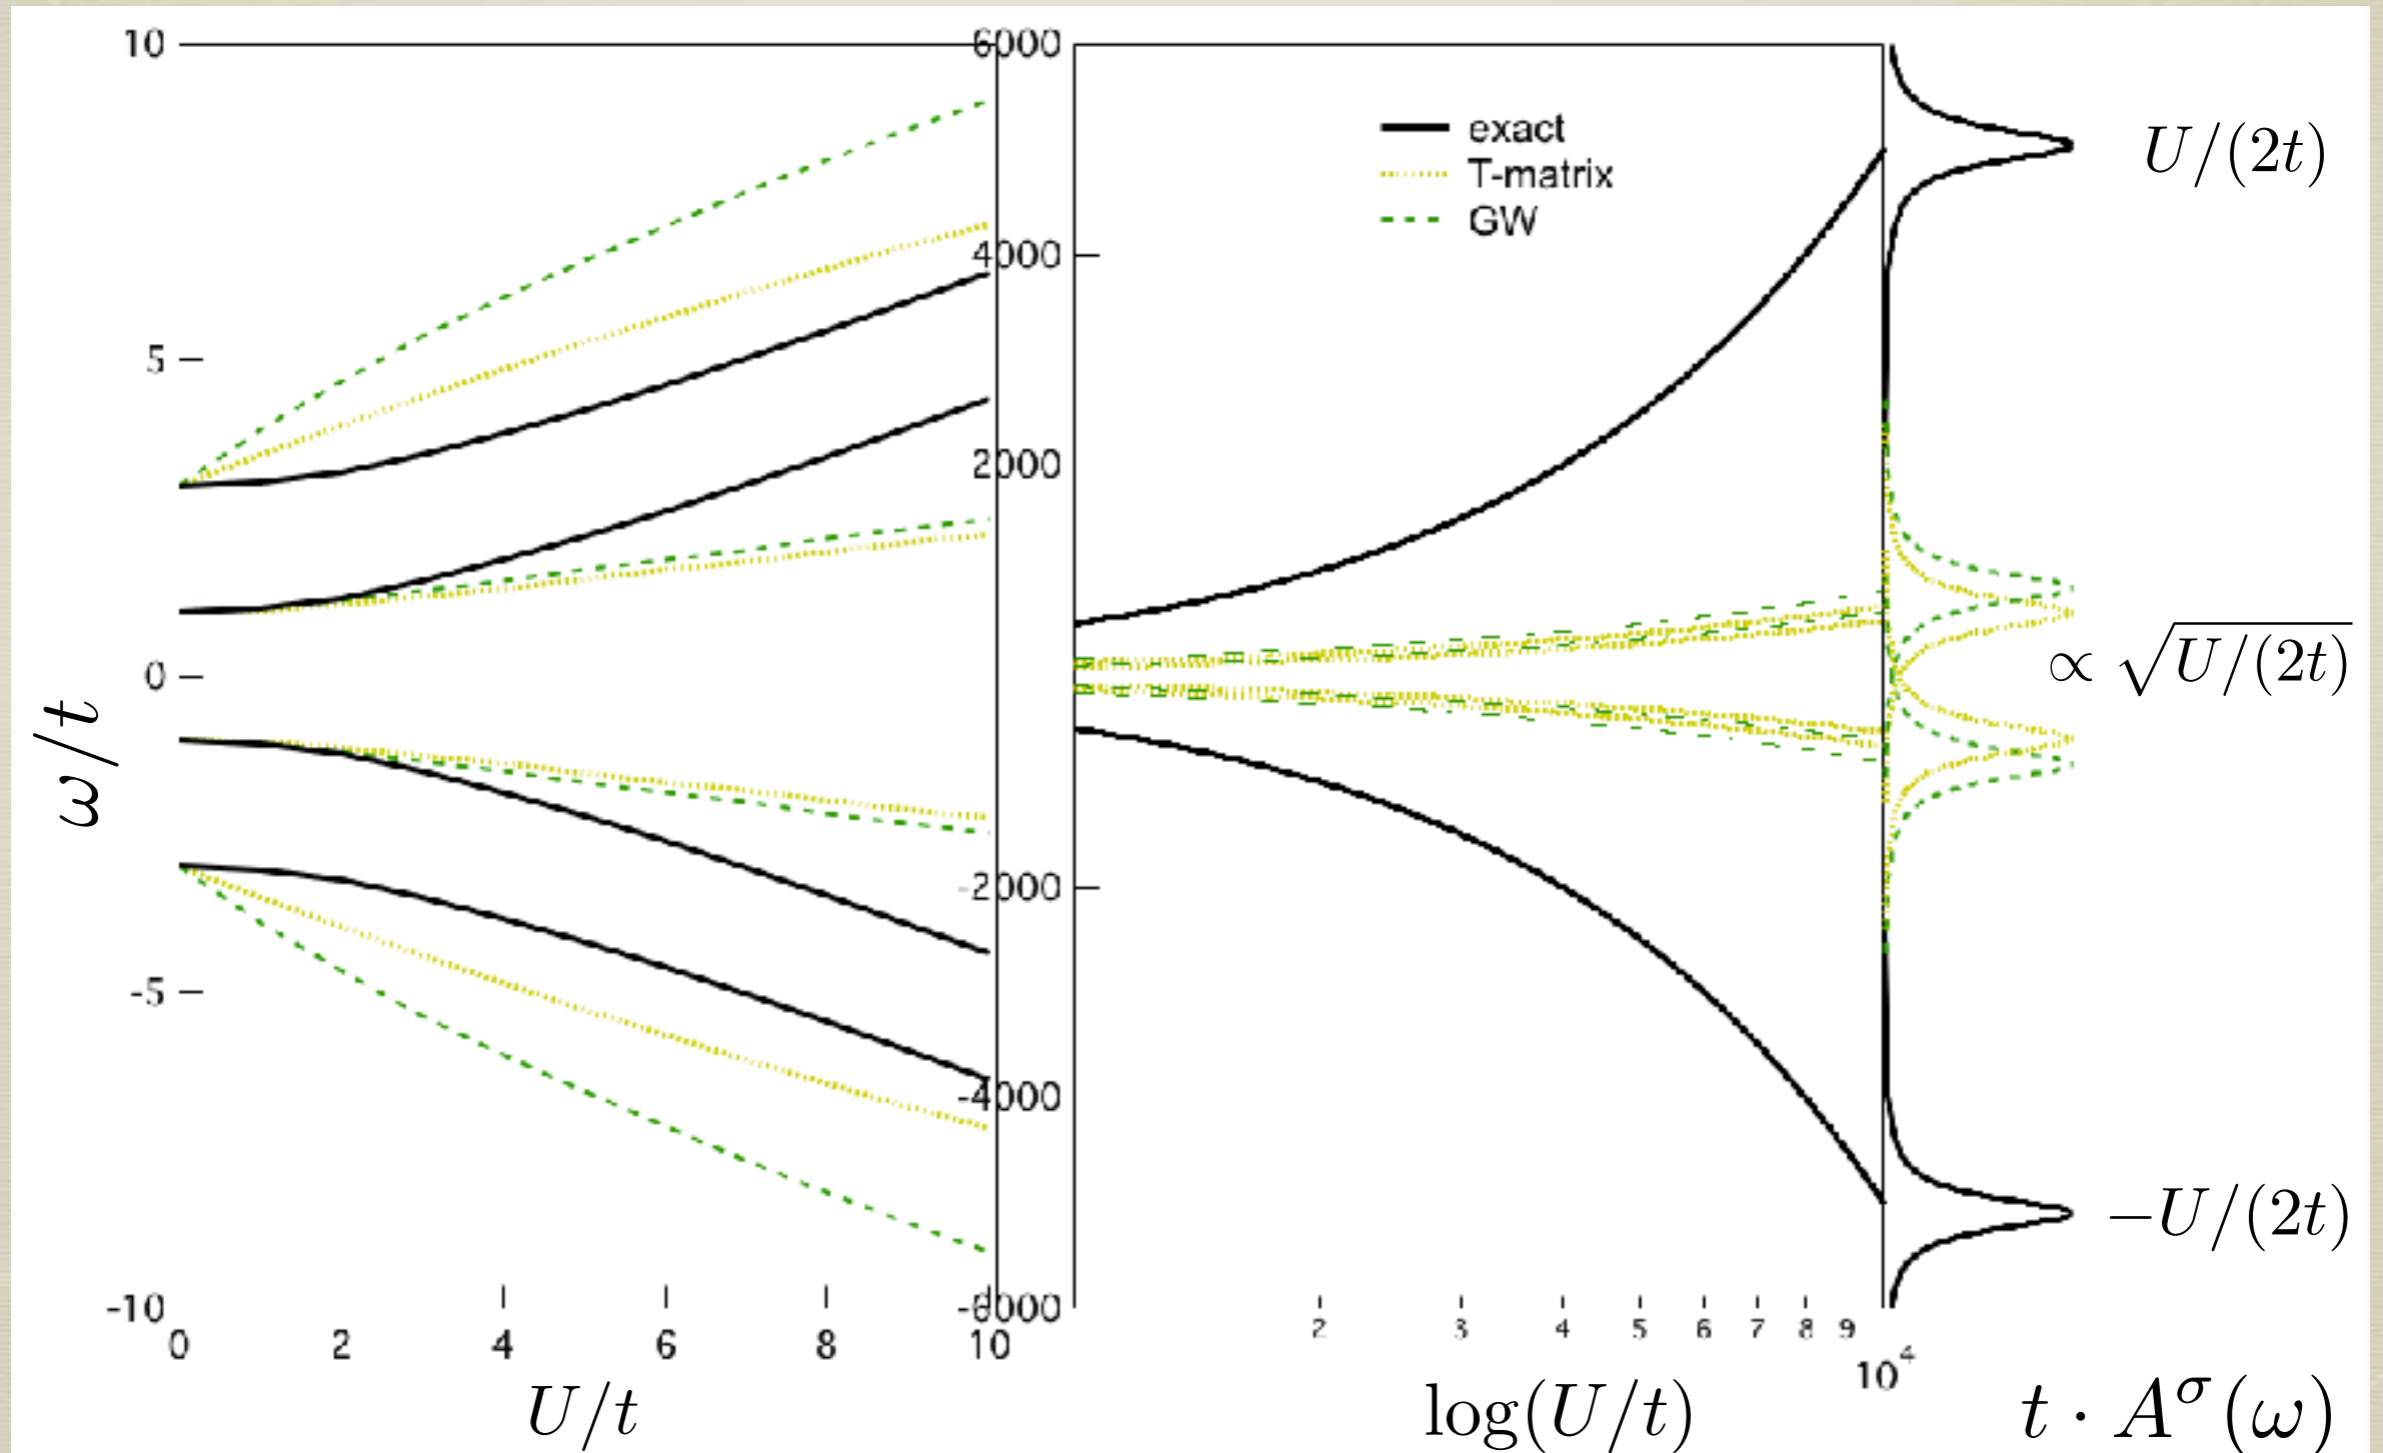 10
5
0
-5
-10
ω/t
0 2 4 6 8 10
U/t
6000
4000
2000
-2000
-4000
-6000
exact
T-matrix
GW
2 3 4 5 6 7 8 9
10⁴
log(U/t)
U/(2t)
∝ √U/(2t)
−U/(2t)
t · Aσ(ω)